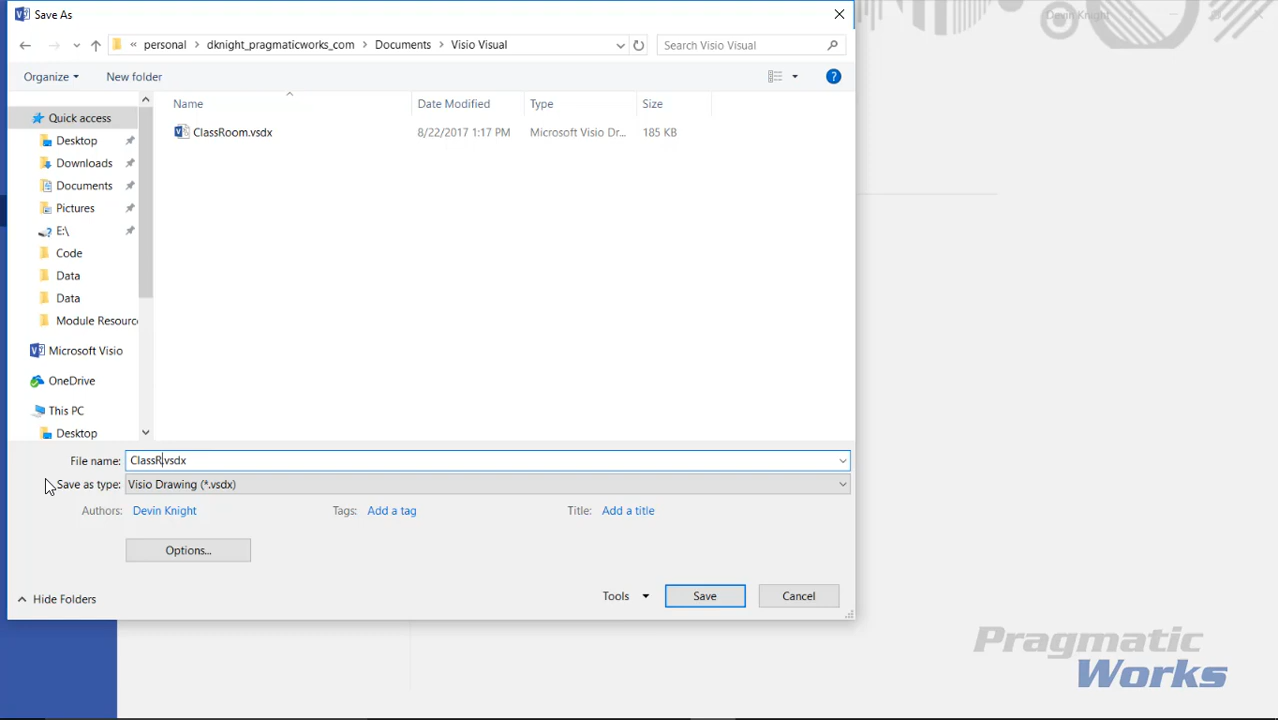 Save As
Devin Knight
« personal > dknight_pragmaticworks_com > Documents > Visio Visual
Search Visio Visual
Organize
New folder
Name
Date Modified
Type
Size
ClassRoom.vsdx
8/22/2017 1:17 PM
Microsoft Visio Dr...
185 KB
Quick access
Desktop
Downloads
Documents
Pictures
E:\
Code
Data
Data
Module Resourc
Microsoft Visio
OneDrive
This PC
Desktop
File name: ClassR.vsdx
Save as type: Visio Drawing (*.vsdx)
Authors: Devin Knight
Tags: Add a tag
Title: Add a title
Options...
Hide Folders
Tools
Save
Cancel
Pragmatic
Works